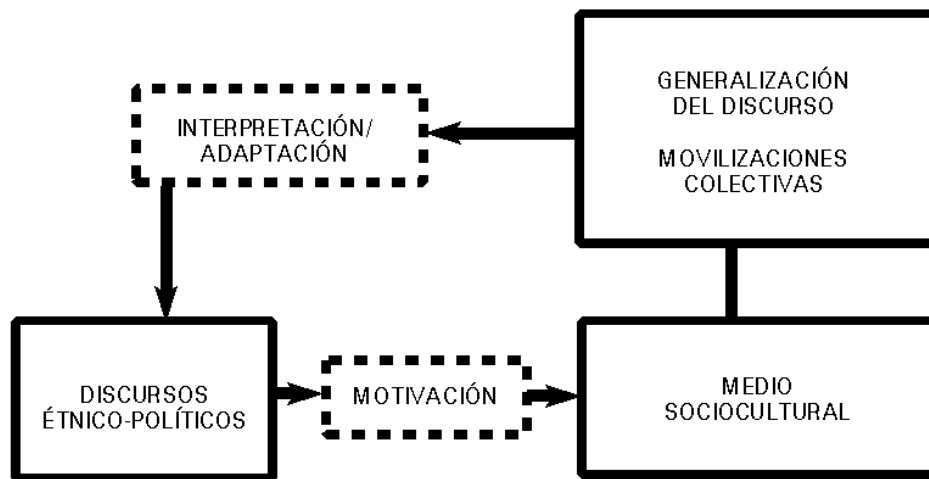 GENERALIZACIÓN
DEL DISCURSO
MOVILIZACIONES
COLECTIVAS
INTERPRETACIÓN/
ADAPTACIÓN
DISCURSOS
ÉTNICO-POLÍTICOS
MOTIVACIÓN
MEDIO
SOCIOCULTURAL